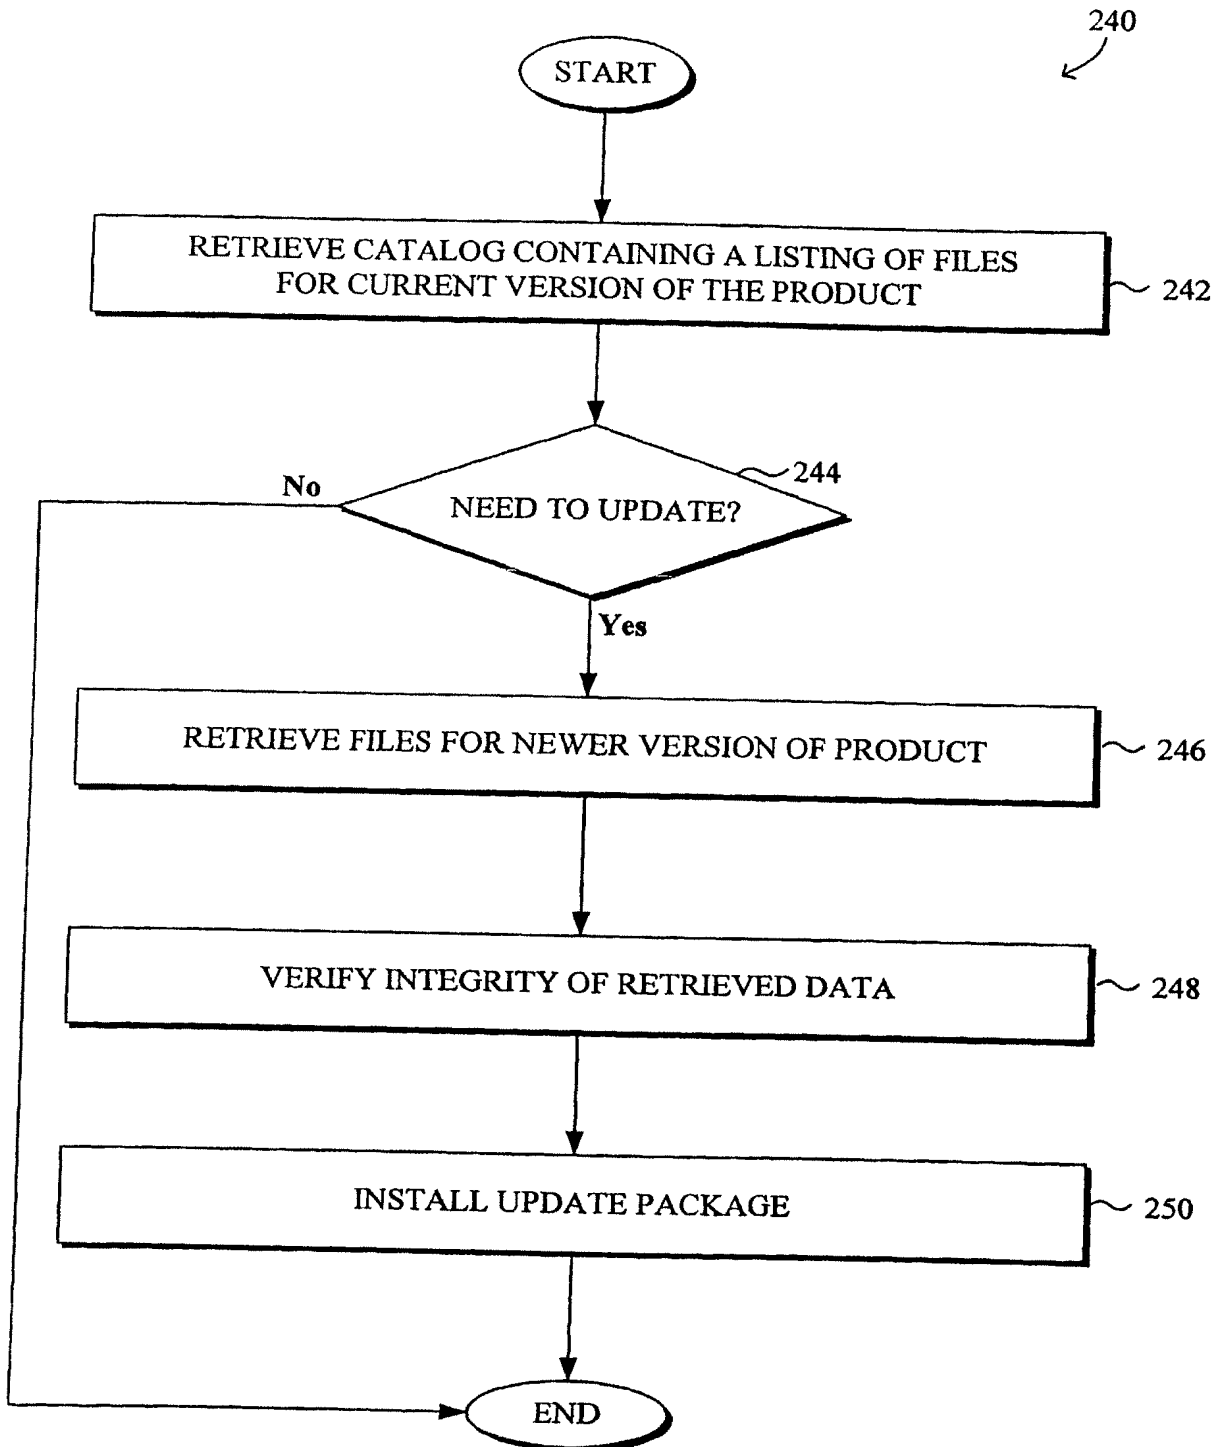 240
START
RETRIEVE CATALOG CONTAINING A LISTING OF FILES
FOR CURRENT VERSION OF THE PRODUCT
242
244
No
NEED TO UPDATE?
Yes
RETRIEVE FILES FOR NEWER VERSION OF PRODUCT
246
VERIFY INTEGRITY OF RETRIEVED DATA
248
INSTALL UPDATE PACKAGE
250
END